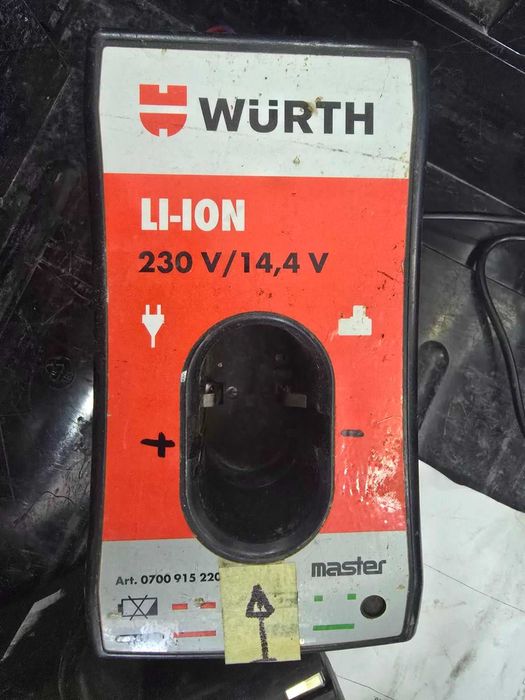 WÜRTH
LI-ION
230 V/14,4 V
+ -
master
Art. 0700 915 220